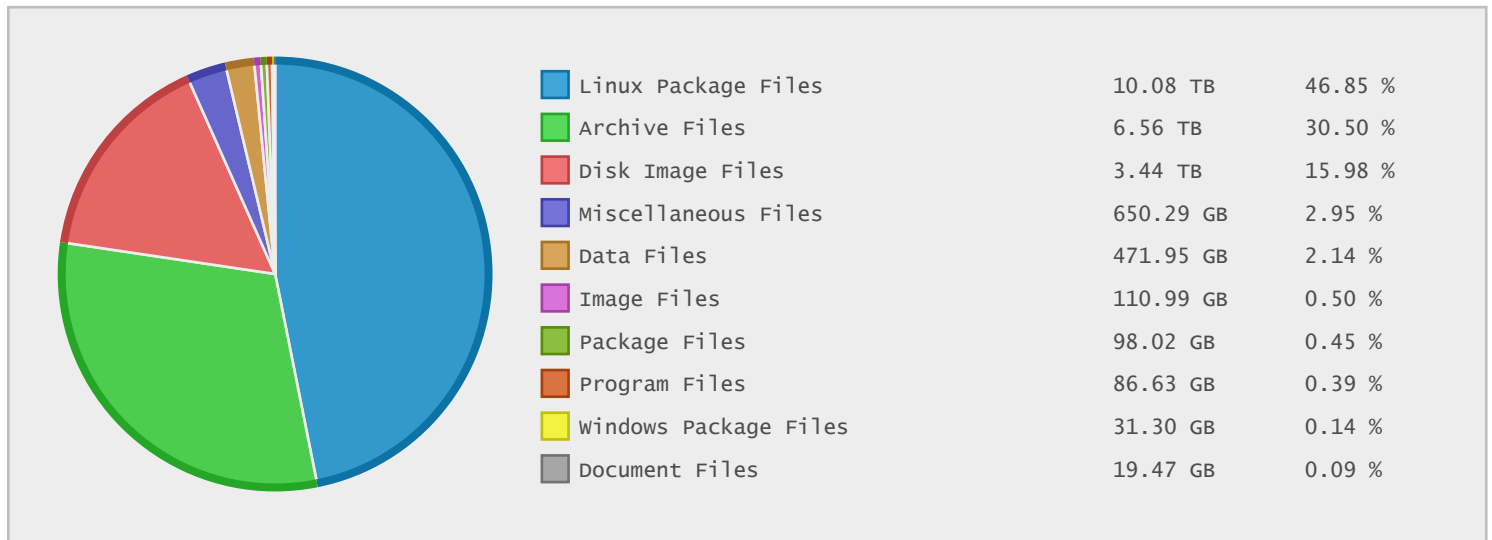 Linux Package Files 10.08 TB 46.85 %
Archive Files 6.56 TB 30.50 %
Disk Image Files 3.44 TB 15.98 %
Miscellaneous Files 650.29 GB 2.95 %
Data Files 471.95 GB 2.14 %
Image Files 110.99 GB 0.50 %
Package Files 98.02 GB 0.45 %
Program Files 86.63 GB 0.39 %
Windows Package Files 31.30 GB 0.14 %
Document Files 19.47 GB 0.09 %